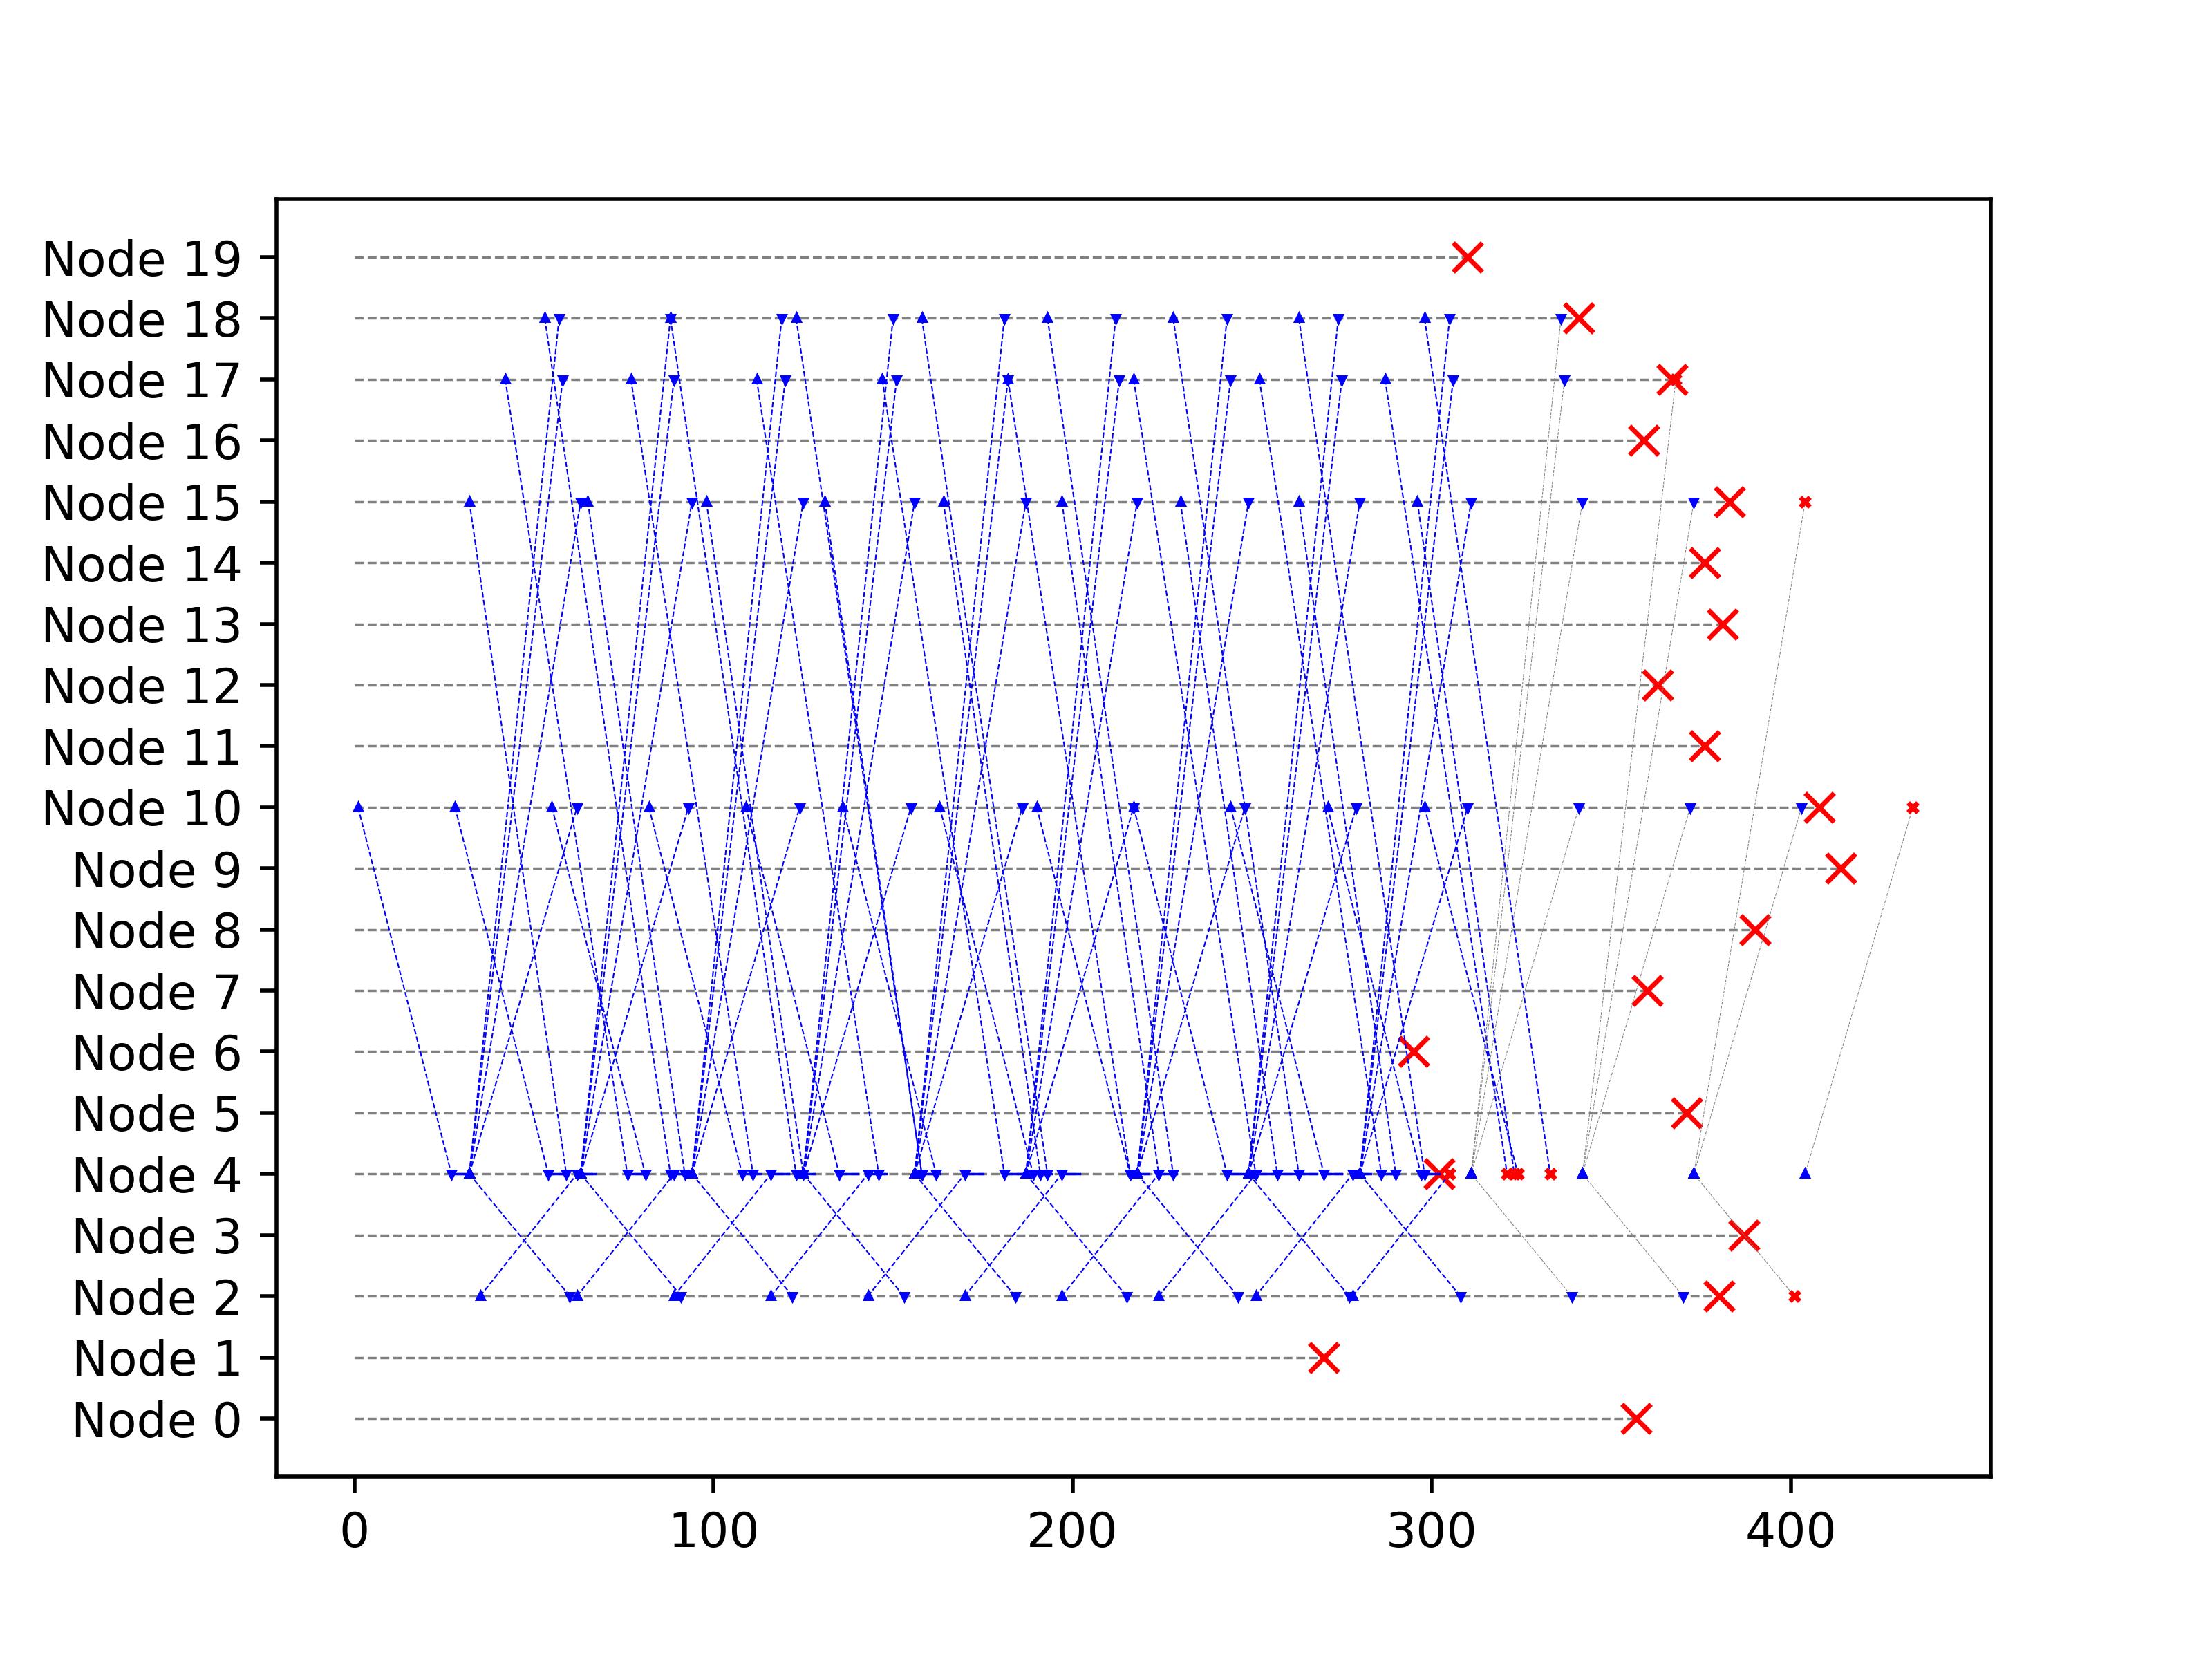 Node 19
Node 18
Node 17
Node 16
Node 15
Node 14
Node 13
Node 12
Node 11
Node 10
Node 9
Node 8
Node 7
Node 6
Node 5
Node 4
Node 3
Node 2
Node 1
Node 0
0 100 200 300 400